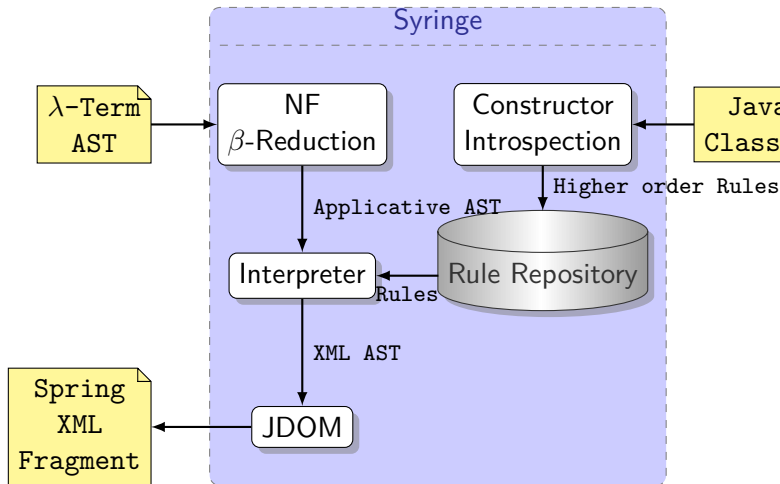 Syringe
λ-Term
AST
NF
β-Reduction
Constructor
Introspection
Java
Higher order Rules
Applicative AST
Interpreter
Rules
Rule Repository
XML AST
Spring
XML
Fragment
JDOM